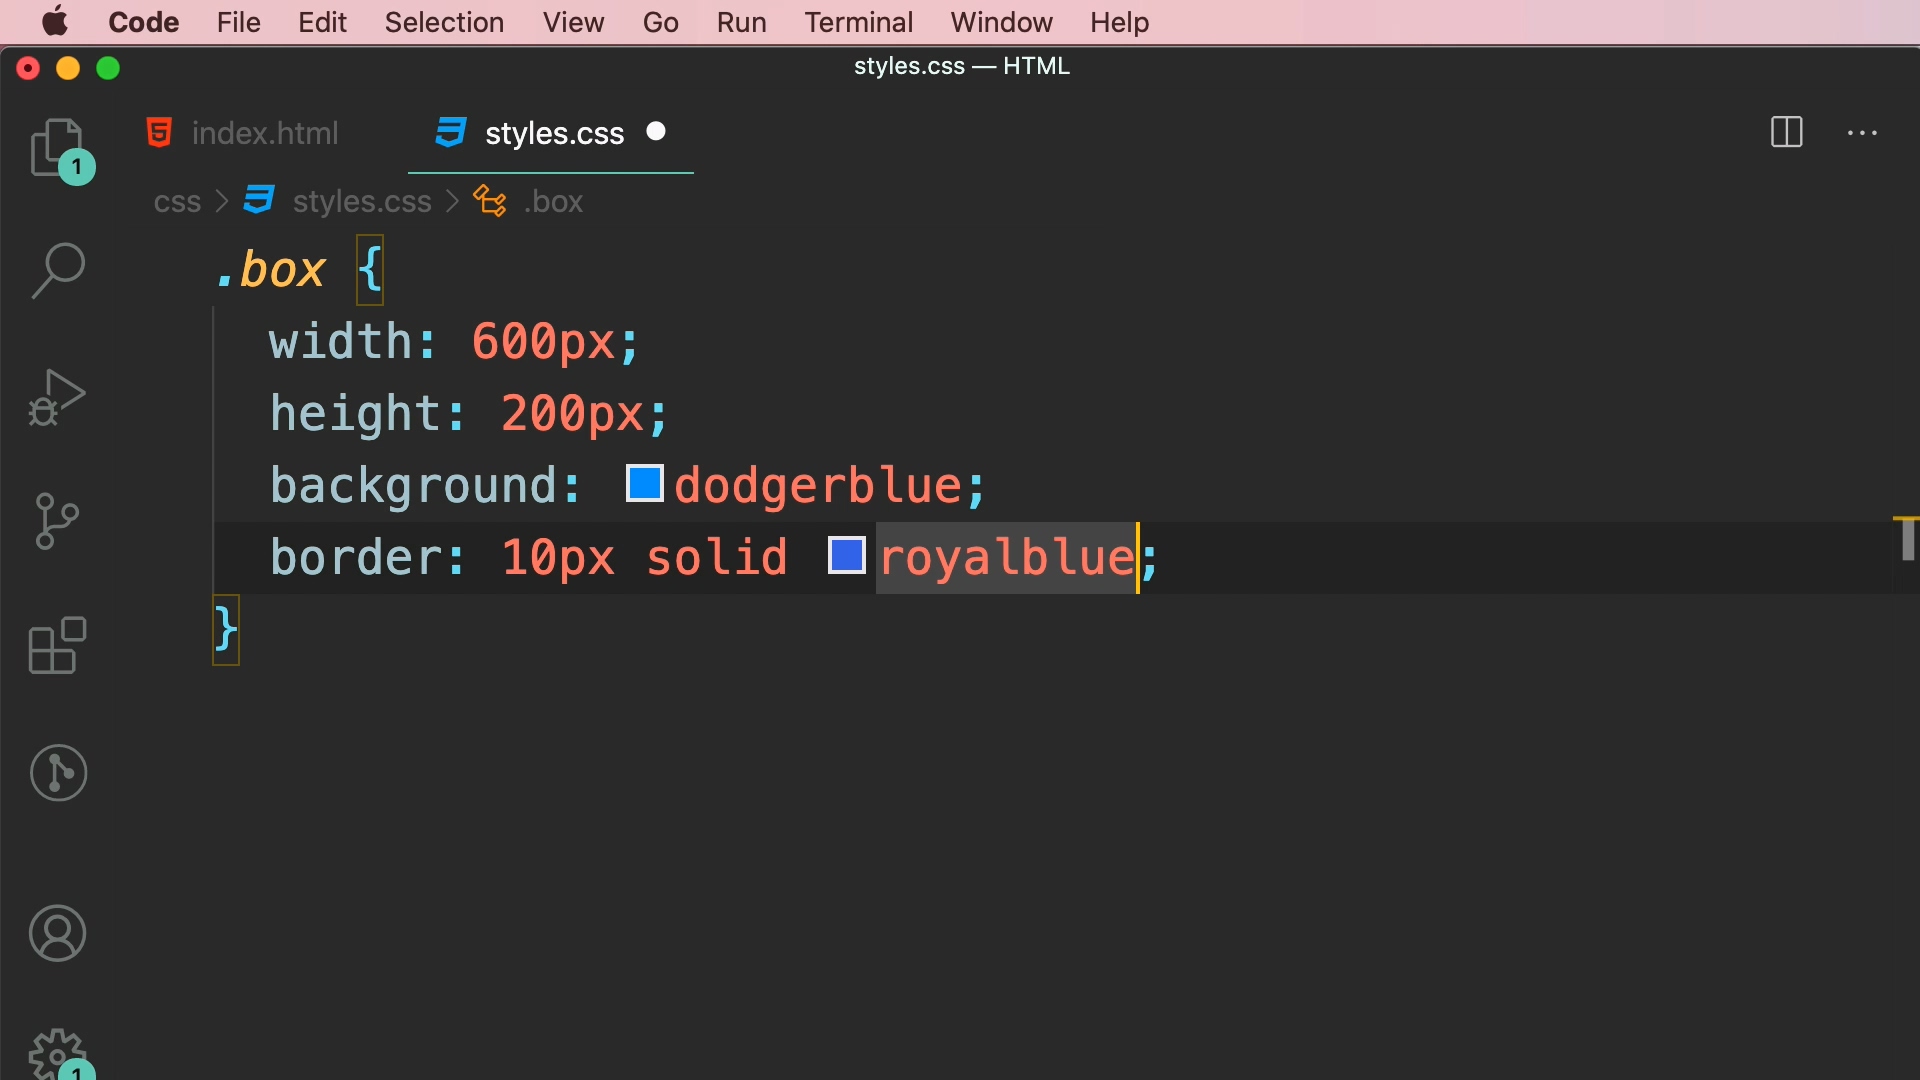 Code File Edit Selection View Go Run Terminal Window Help
styles.css — HTML
index.html styles.css
1
css > styles.css > .box
.box {
width: 600px;
height: 200px;
background: dodgerblue;
border: 10px solid royalblue;
}
1